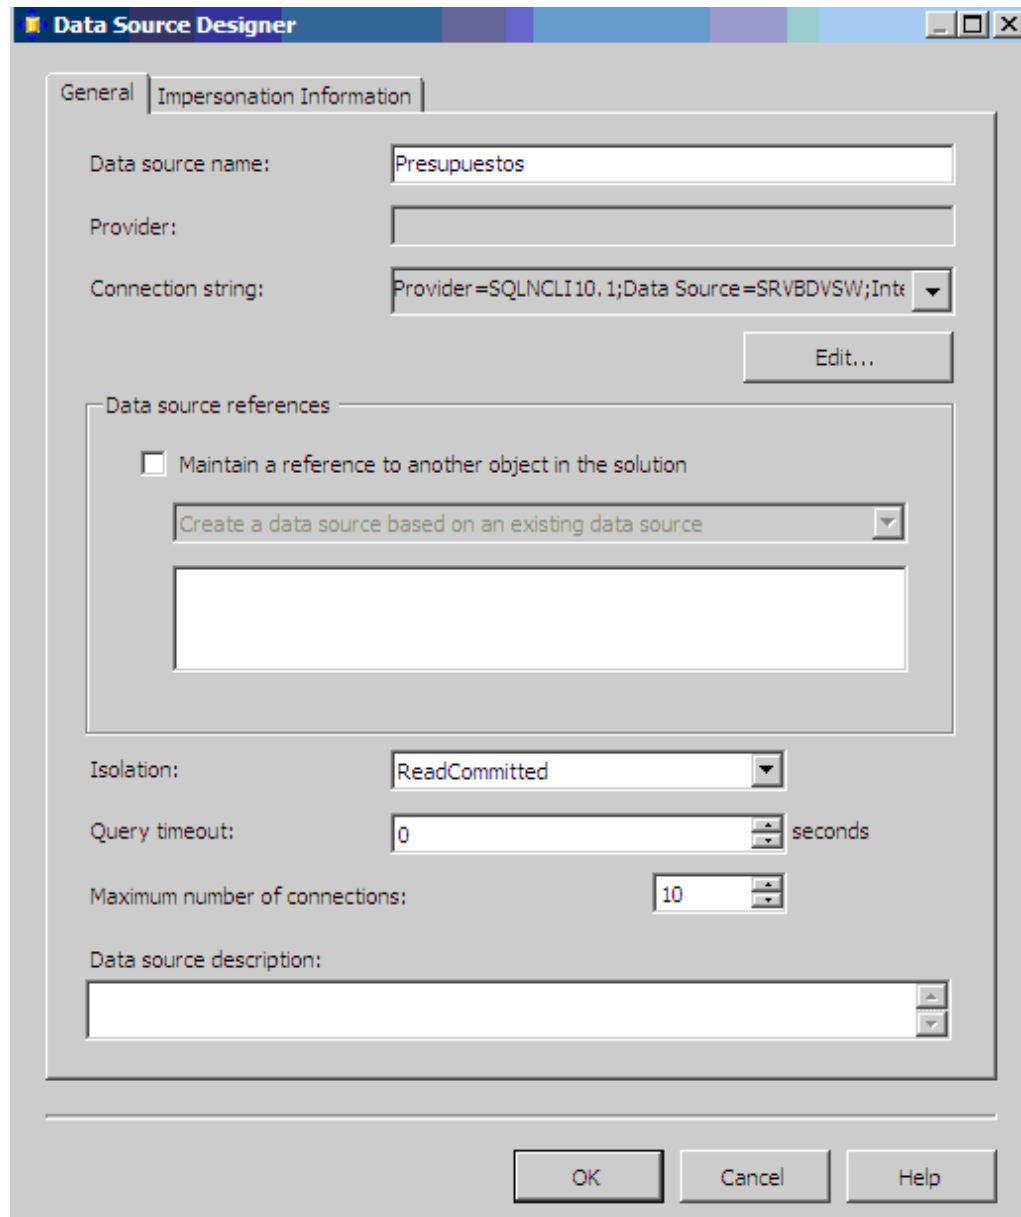 Data Source Designer
General Impersonation Information
Data source name: Presupuestos
Provider:
Connection string: Provider=SQLNCLI10.1;Data Source=SRVBDVSW;Inte
Edit...
Data source references
Maintain a reference to another object in the solution
Create a data source based on an existing data source
Isolation: ReadCommitted
Query timeout: 0 seconds
Maximum number of connections: 10
Data source description:
OK Cancel Help